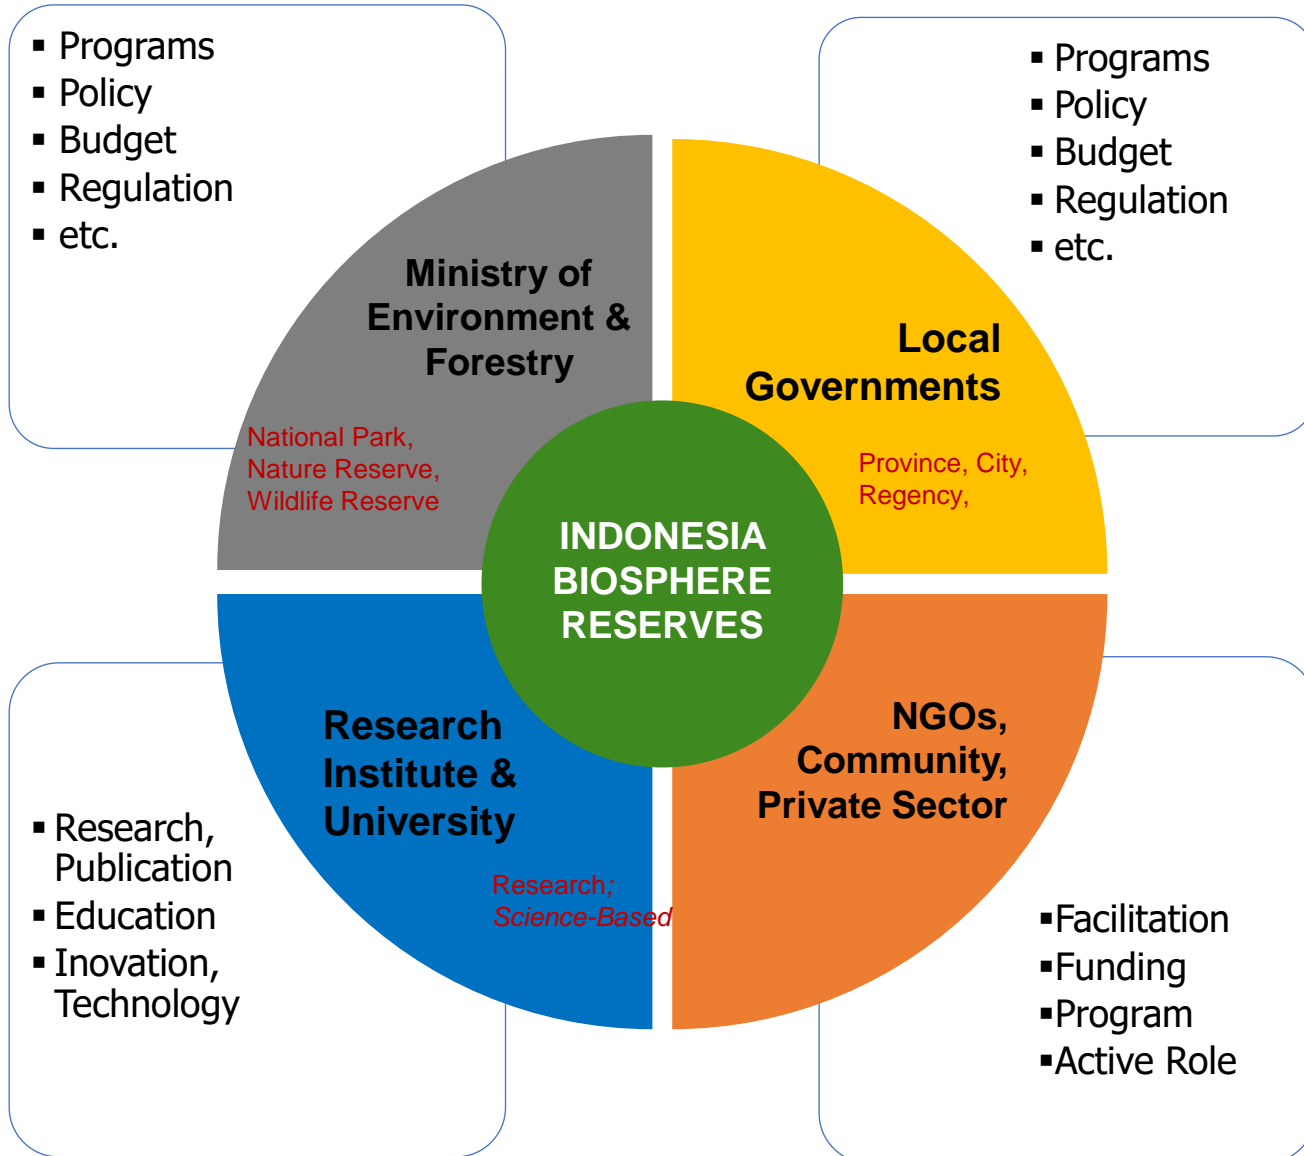 ▪ Programs
▪ Policy
▪ Budget
▪ Regulation
▪ etc.
▪ Programs
▪ Policy
▪ Budget
▪ Regulation
▪ etc.
Ministry of
Environment &
Forestry
National Park,
Nature Reserve,
Wildlife Reserve
Local
Governments
Province, City,
Regency,
INDONESIA
BIOSPHERE
RESERVES
Research
Institute &
University
Research;
Science-Based
NGOs,
Community,
Private Sector
▪ Research,
Publication
▪ Education
▪ Inovation,
Technology
▪Facilitation
▪Funding
▪Program
▪Active Role